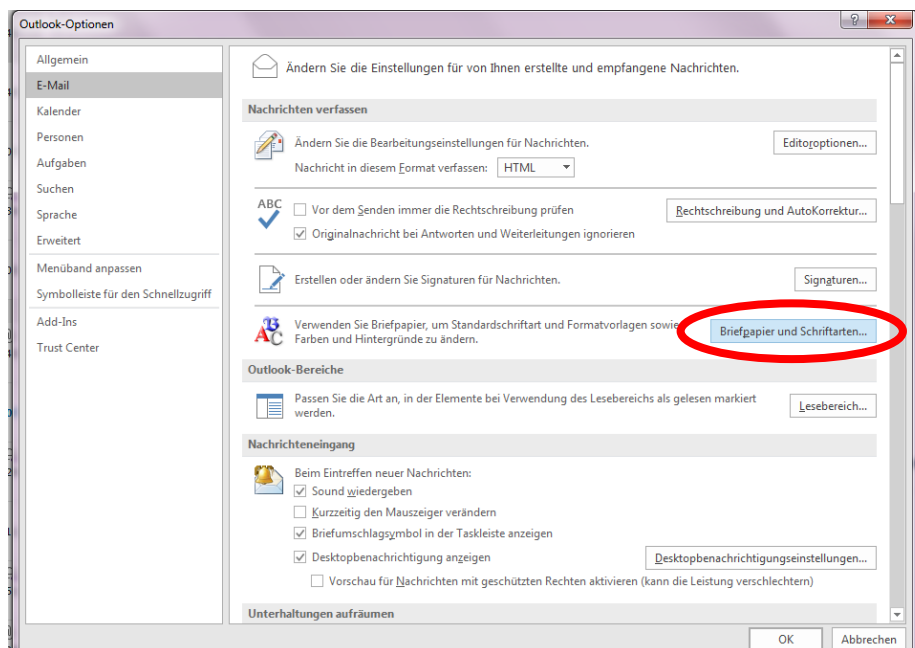 Outlook-Optionen
Allgemein
E-Mail
Kalender
Personen
Aufgaben
Suchen
Sprache
Erweitert
Menüband anpassen
Symbolleiste für den Schnellzugriff
Add-Ins
Trust Center
Ändern Sie die Einstellungen für von Ihnen erstellte und empfangene Nachrichten.
Nachrichten verfassen
Ändern Sie die Bearbeitungseinstellungen für Nachrichten.
Editoroptionen...
Nachricht in diesem Format verfassen: HTML
ABC
Vor dem Senden immer die Rechtschreibung prüfen
Rechtschreibung und AutoKorrektur...
Originalnachricht bei Antworten und Weiterleitungen ignorieren
Erstellen oder ändern Sie Signaturen für Nachrichten.
Signaturen...
Verwenden Sie Briefpapier, um Standardschriftart und Formatvorlagen sowie
Farben und Hintergründe zu ändern.
Briefpapier und Schriftarten...
Outlook-Bereiche
Passen Sie die Art an, in der Elemente bei Verwendung des Lesebereichs als gelesen markiert
werden.
Lesebereich...
Nachrichteneingang
Beim Eintreffen neuer Nachrichten:
Sound wiedergeben
Kurzzeitig den Mauszeiger verändern
Briefumschlagsymbol in der Taskleiste anzeigen
Desktopbenachrichtigung anzeigen
Desktopbenachrichtigungseinstellungen...
Vorschau für Nachrichten mit geschützten Rechten aktivieren (kann die Leistung verschlechtern)
Unterhaltungen aufräumen
OK
Abbrechen